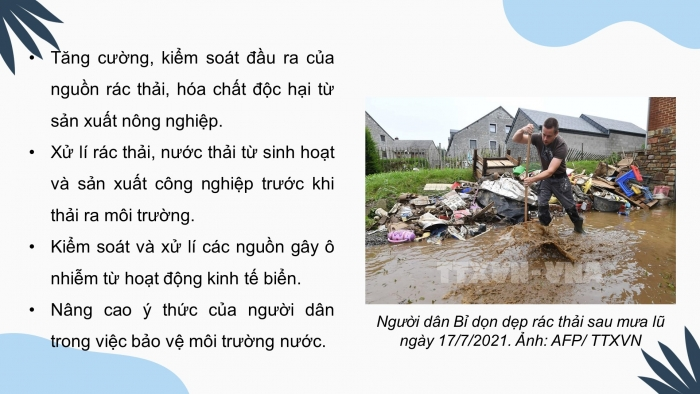 • Tăng cường, kiểm soát đầu ra của
nguồn rác thải, hóa chất độc hại từ
sản xuất nông nghiệp.
• Xử lí rác thải, nước thải từ sinh hoạt
và sản xuất công nghiệp trước khi
thải ra môi trường.
• Kiểm soát và xử lí các nguồn gây ô
nhiễm từ hoạt động kinh tế biển.
• Nâng cao ý thức của người dân
trong việc bảo vệ môi trường nước.
TTXVN-VNA
Người dân Bỉ dọn dẹp rác thải sau mưa lũ
ngày 17/7/2021. Ảnh: AFP/ TTXVN